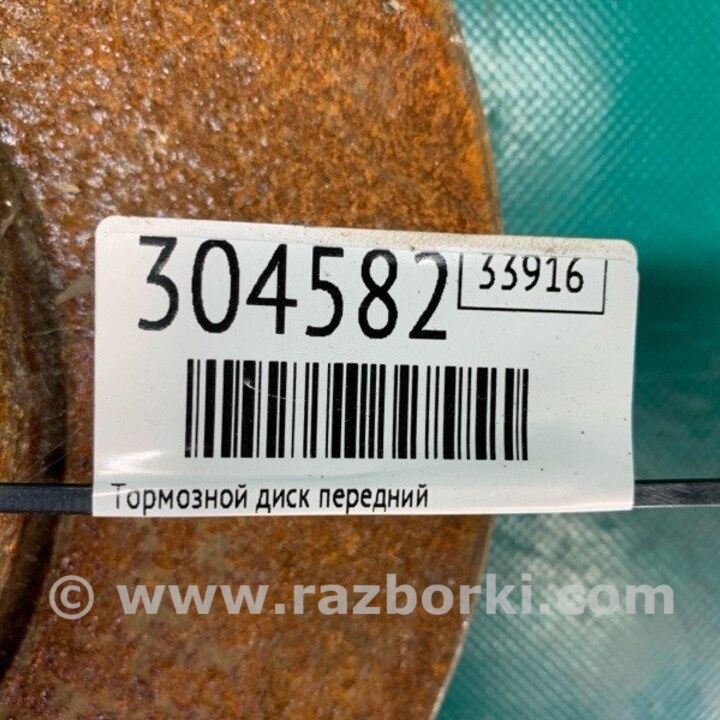 304582 33916
Тормозной диск передний
© www.razborki.com